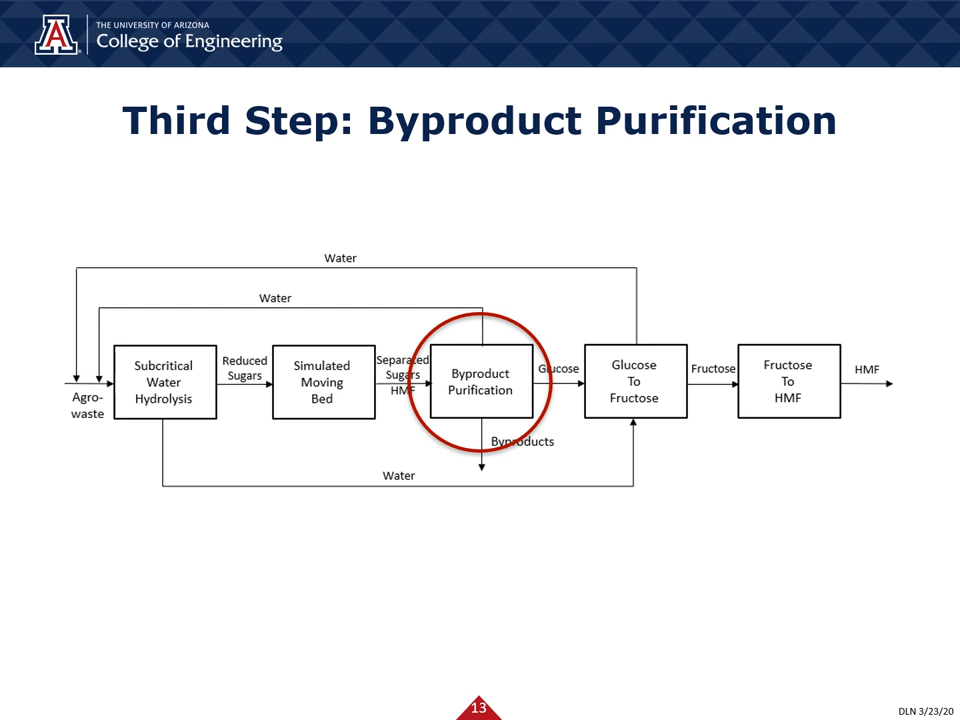 THE UNIVERSITY OF ARIZONA
College of Engineering
Third Step: Byproduct Purification
Water
Water
Agro-
waste
Subcritical
Water
Hydrolysis
Reduced
Sugars
Simulated
Moving
Bed
Separated
Sugars
HMF
Byproduct
Purification
Glucose
Byproducts
Glucose
To
Fructose
Fructose
Fructose
To
HMF
HMF
Water
13
DLN 3/23/20